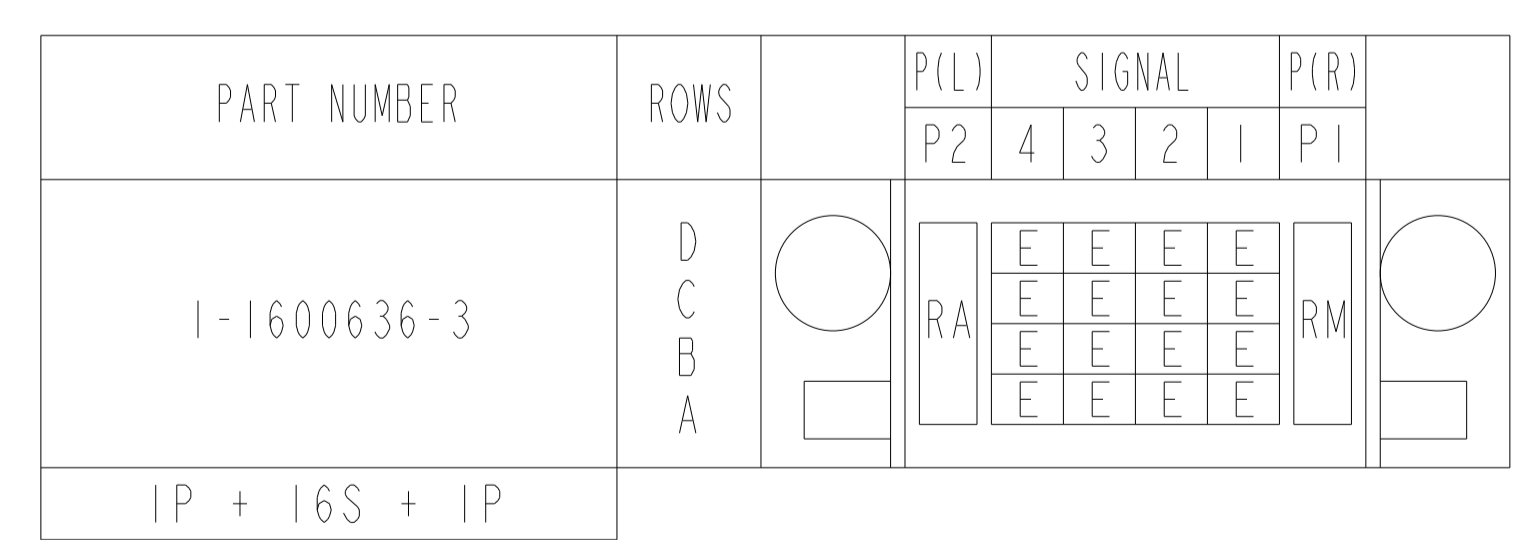 PART NUMBER ROWS P(L) SIGNAL P(R)
P2 4 3 2 1 P1
D E E E E
C E E E E
1-1600636-3 RA RM
B E E E E
A E E E E
1P + 16S + 1P